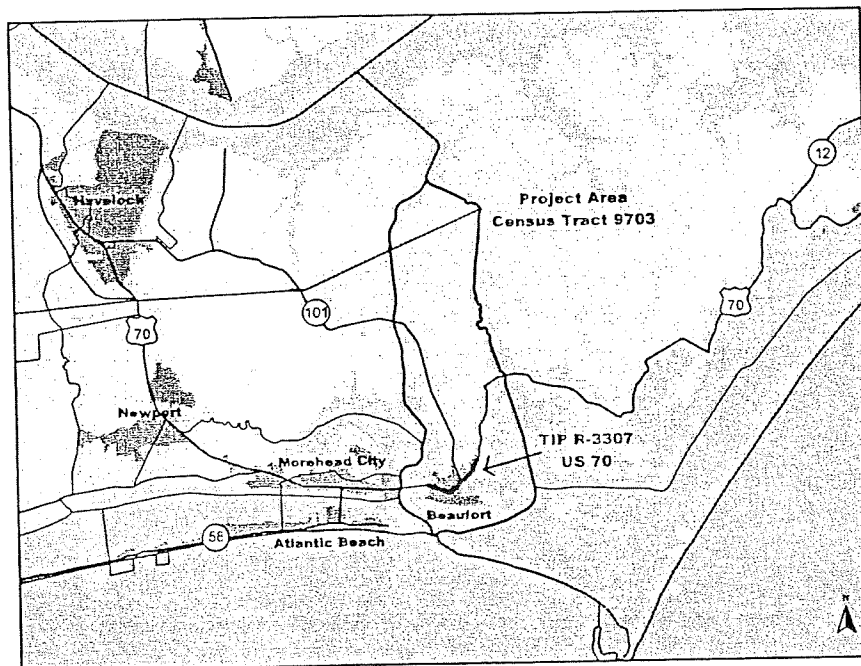 12
Havelock
Project Area
Census Tract 9703
70
101
70
Newport
TIP R-3307
US 70
Morehead City
Beaufort
58
Atlantic Beach
N